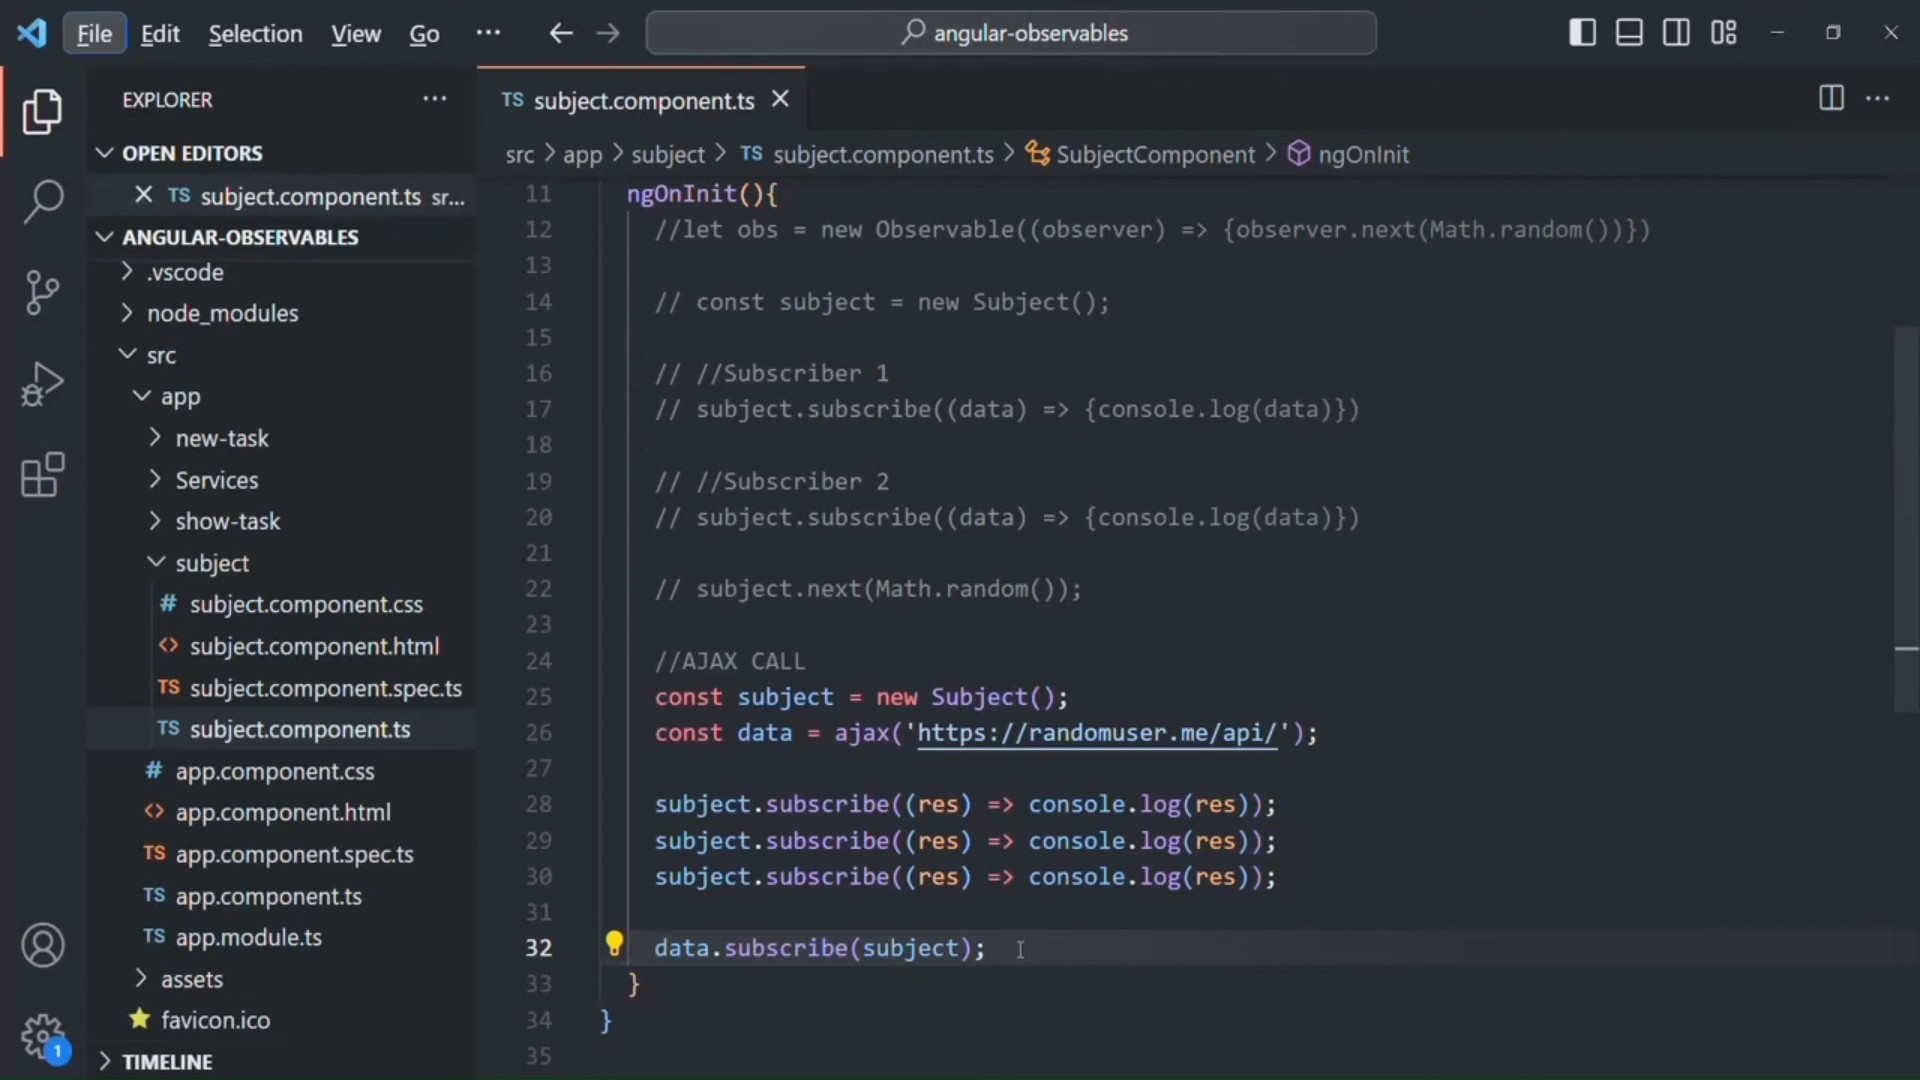 File Edit Selection View Go ··· angular-observables
EXPLORER ···
TS subject.component.ts
OPEN EDITORS
TS subject.component.ts sr...
src > app > subject > TS subject.component.ts > SubjectComponent > ngOnInit
ANGULAR-OBSERVABLES
.vscode
node_modules
src
app
new-task
Services
show-task
subject
# subject.component.css
<> subject.component.html
TS subject.component.spec.ts
TS subject.component.ts
# app.component.css
<> app.component.html
TS app.component.spec.ts
TS app.component.ts
TS app.module.ts
assets
favicon.ico
TIMELINE
1
11 ngOnInit(){
12 //let obs = new Observable((observer) => {observer.next(Math.random())})
13
14 // const subject = new Subject();
15
16 // //Subscriber 1
17 // subject.subscribe((data) => {console.log(data)})
18
19 // //Subscriber 2
20 // subject.subscribe((data) => {console.log(data)})
21
22 // subject.next(Math.random());
23
24 //AJAX CALL
25 const subject = new Subject();
26 const data = ajax('https://randomuser.me/api/');
27
28 subject.subscribe((res) => console.log(res));
29 subject.subscribe((res) => console.log(res));
30 subject.subscribe((res) => console.log(res));
31
32 data.subscribe(subject);
33 }
34 }
35